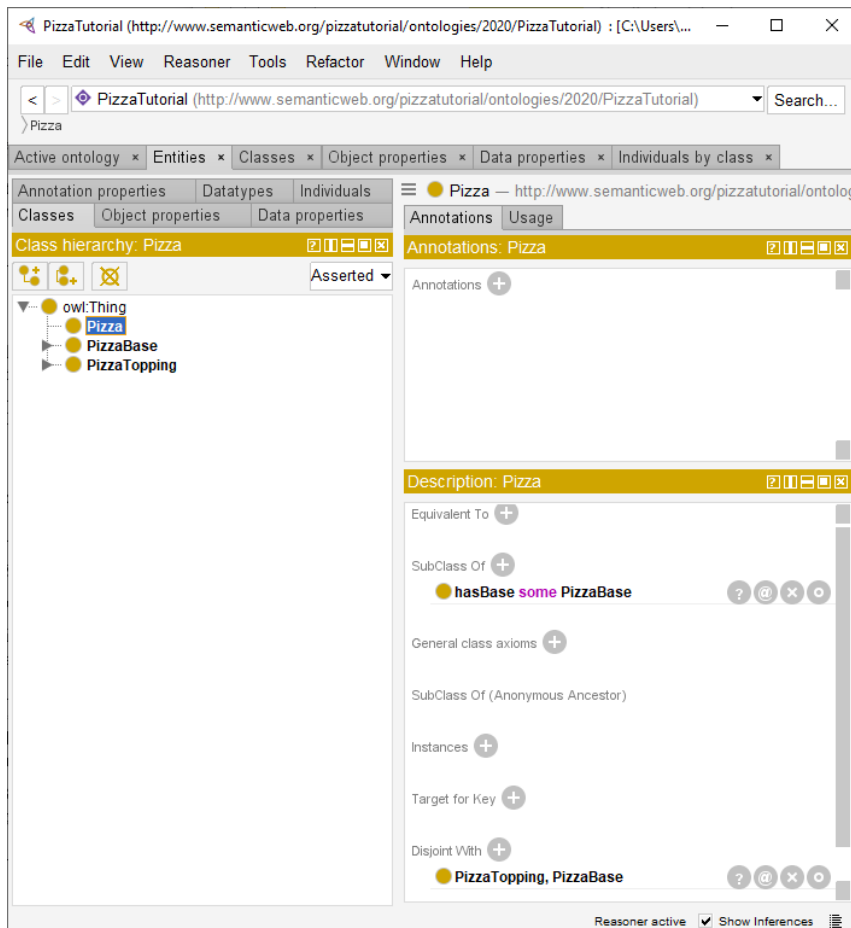 PizzaTutorial (http://www.semanticweb.org/pizzatutorial/ontologies/2020/PizzaTutorial) : [C:\Users\...
File Edit View Reasoner Tools Refactor Window Help
< > PizzaTutorial (http://www.semanticweb.org/pizzatutorial/ontologies/2020/PizzaTutorial) Search...
Pizza
Active ontology × Entities × Classes × Object properties × Data properties × Individuals by class ×
Annotation properties Datatypes Individuals
Classes Object properties Data properties
Class hierarchy: Pizza
Asserted
owl:Thing
Pizza
PizzaBase
PizzaTopping
Pizza — http://www.semanticweb.org/pizzatutorial/ontolog
Annotations Usage
Annotations: Pizza
Annotations
Description: Pizza
Equivalent To
SubClass Of
hasBase some PizzaBase
General class axioms
SubClass Of (Anonymous Ancestor)
Instances
Target for Key
Disjoint With
PizzaTopping, PizzaBase
Reasoner active Show Inferences